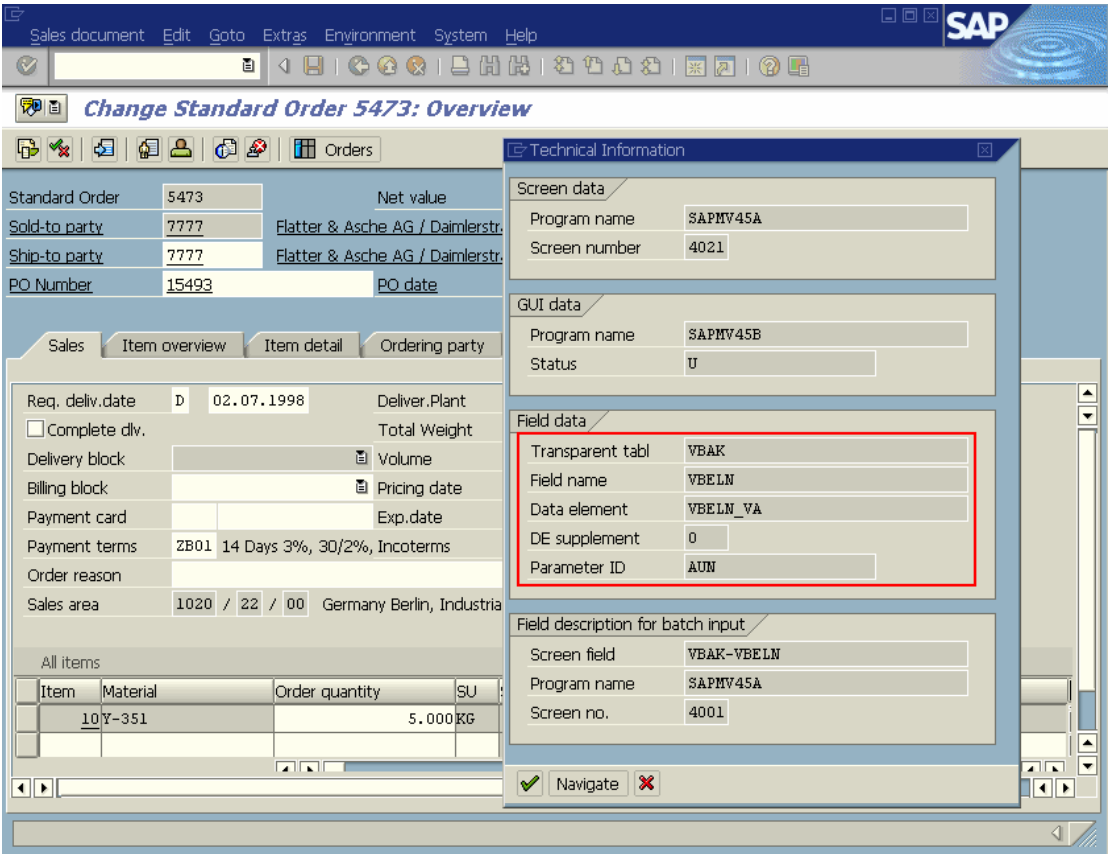 Sales document Edit Goto Extras Environment System Help
SAP
Change Standard Order 5473: Overview
Orders
Standard Order 5473 Net value
Sold-to party 7777 Flatter & Asche AG / Daimlerstr
Ship-to party 7777 Flatter & Asche AG / Daimlerstr
PO Number 15493 PO date
Sales Item overview Item detail Ordering party
Req. deliv.date D 02.07.1998 Deliver.Plant
Complete dlv. Total Weight
Delivery block Volume
Billing block Pricing date
Payment card Exp.date
Payment terms ZB01 14 Days 3%, 30/2%, Incoterms
Order reason
Sales area 1020 / 22 / 00 Germany Berlin, Industria
All items
Item Material Order quantity SU
10 Y-351 5.000 KG
Technical Information
Screen data
Program name SAPMV45A
Screen number 4021
GUI data
Program name SAPMV45B
Status U
Field data
Transparent tabl VBAK
Field name VBELN
Data element VBELN_VA
DE supplement 0
Parameter ID AUN
Field description for batch input
Screen field VBAK-VBELN
Program name SAPMV45A
Screen no. 4001
Navigate